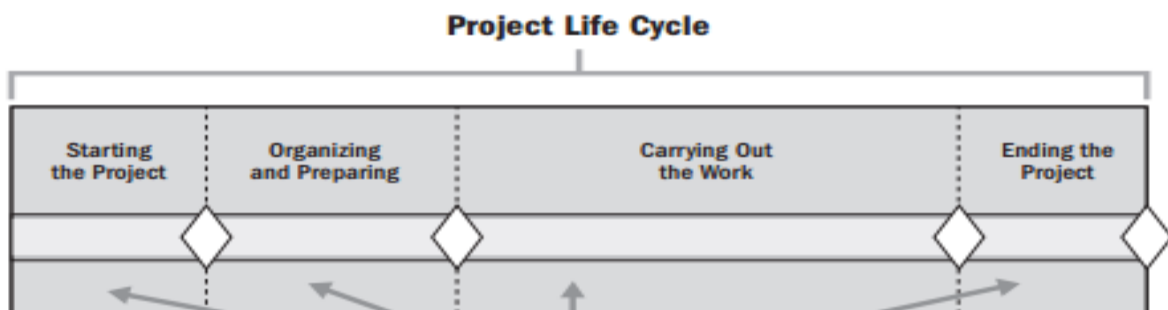 Project Life Cycle
Starting
the Project
Organizing
and Preparing
Carrying Out
the Work
Ending the
Project